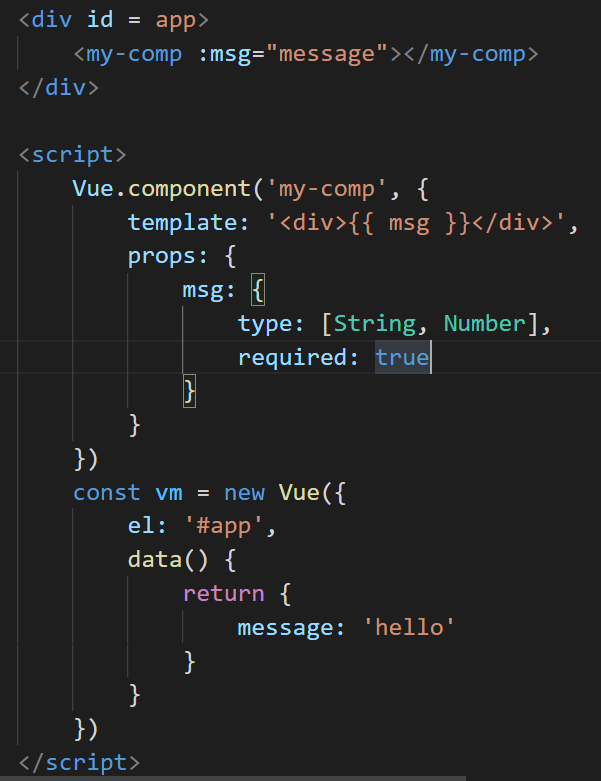 <div id = app>
    <my-comp :msg="message"></my-comp>
</div>

<script>
    Vue.component('my-comp', {
        template: '<div>{{ msg }}</div>',
        props: {
            msg: {
                type: [String, Number],
                required: true
            }
        }
    })
    const vm = new Vue({
        el: '#app',
        data() {
            return {
                message: 'hello'
            }
        }
    })
</script>